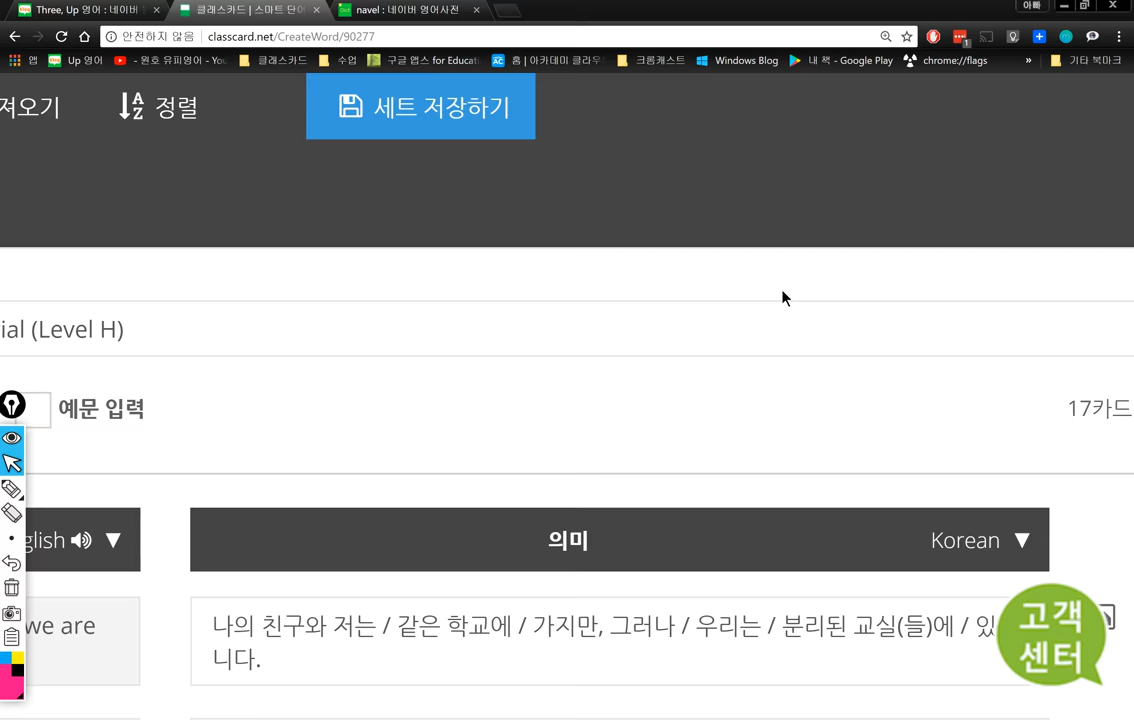 Three, Up 영어 : 네이버
클래스카드 | 스마트 단어
navel : 네이버 영어사전
아빠
안전하지 않음
classcard.net/CreateWord/90277
앱
Up 영어
- 원호 유피영어 - You
클래스카드
수업
구글 앱스 for Educati
홈 | 아카데미 클라우
크롬캐스트
Windows Blog
내 책 - Google Play
chrome://flags
»
기타 북마크
져오기
정렬
세트 저장하기
ial (Level H)
예문 입력
17카드
glish
의미
Korean
we are
나의 친구와 저는 / 같은 학교에 / 가지만, 그러나 / 우리는 / 분리된 교실(들)에 / 있
니다.
고객
센터